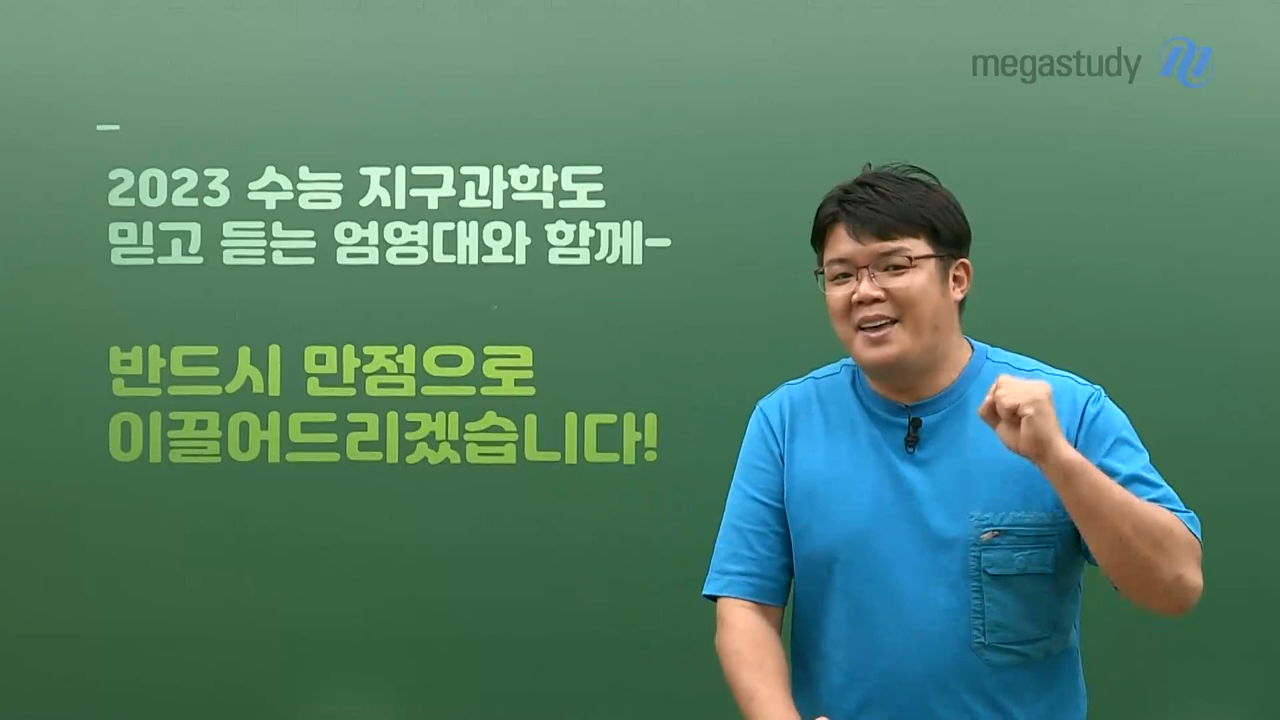 megastudy
2023 수능 지구과학도
믿고 듣는 엄영대와 함께-
반드시 만점으로
이끌어드리겠습니다!